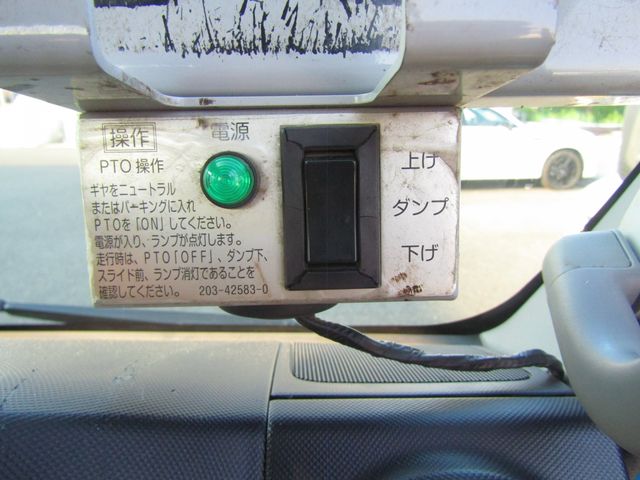 操作
電源
PTO 操作
ギヤをニュートラル
またはパーキングに入れ
PTOを「ON」してください。
電源が入り、ランプが点灯します。
走行時は、PTO「OFF」、ダンプ下、
スライド前、ランプ消灯であることを
確認してください。 203-42583-0
上げ
ダンプ
下げ